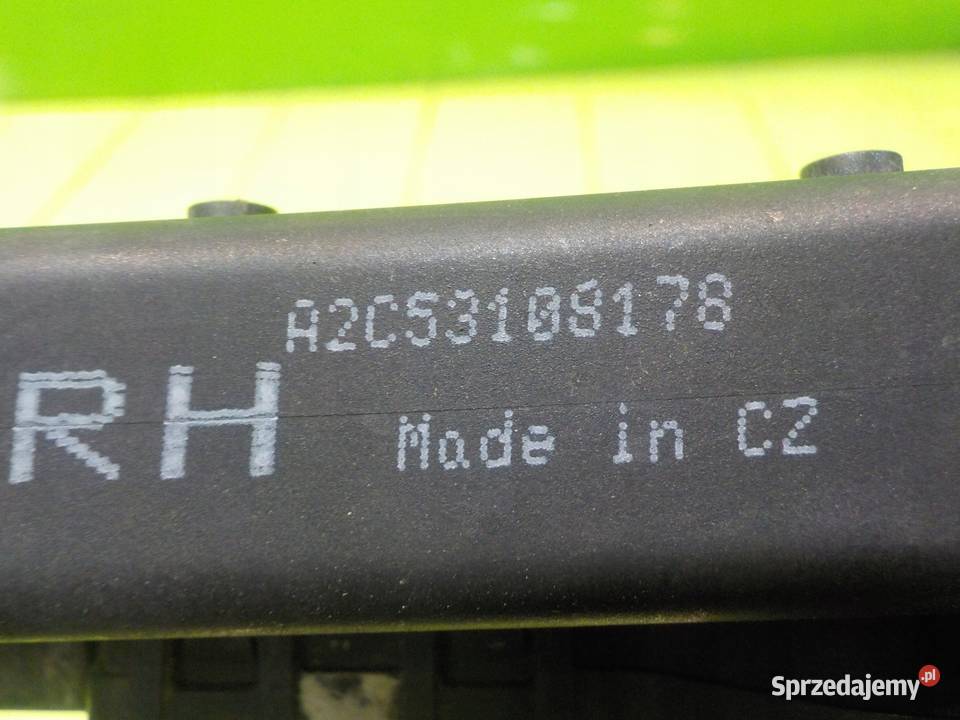 A2C53108178
RH
Made in CZ
Sprzedajemy.pl